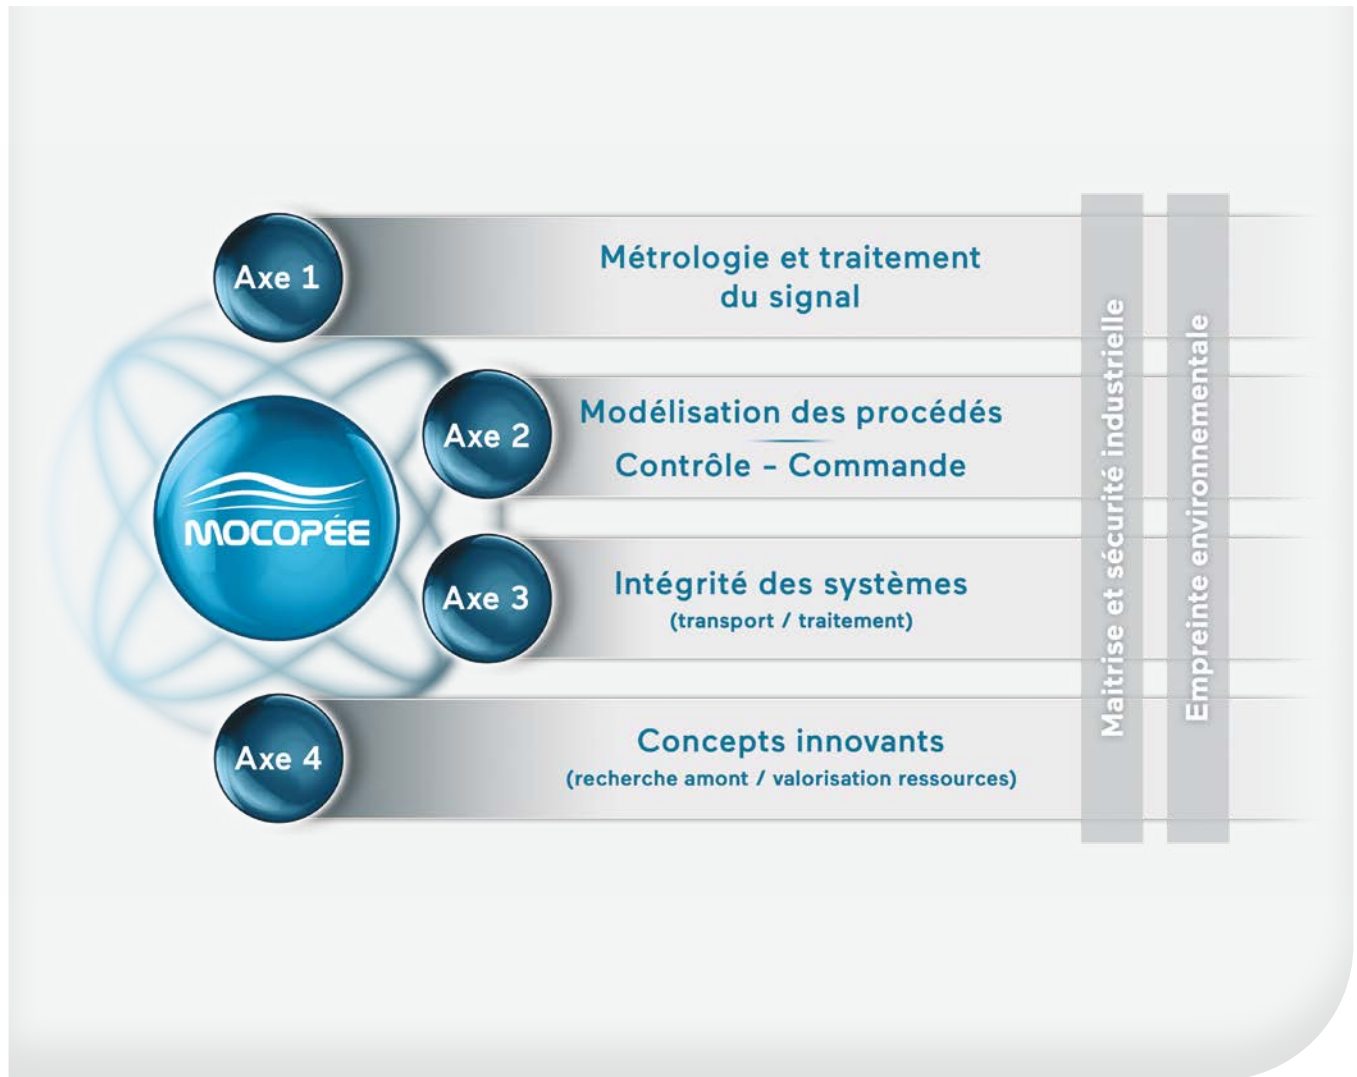 Axe 1
Métrologie et traitement
du signal
Axe 2
Modélisation des procédés
Contrôle - Commande
MOCOPÉE
Axe 3
Intégrité des systèmes
(transport / traitement)
Axe 4
Concepts innovants
(recherche amont / valorisation ressources)
Maitrise et sécurité industrielle
Empreinte environnementale